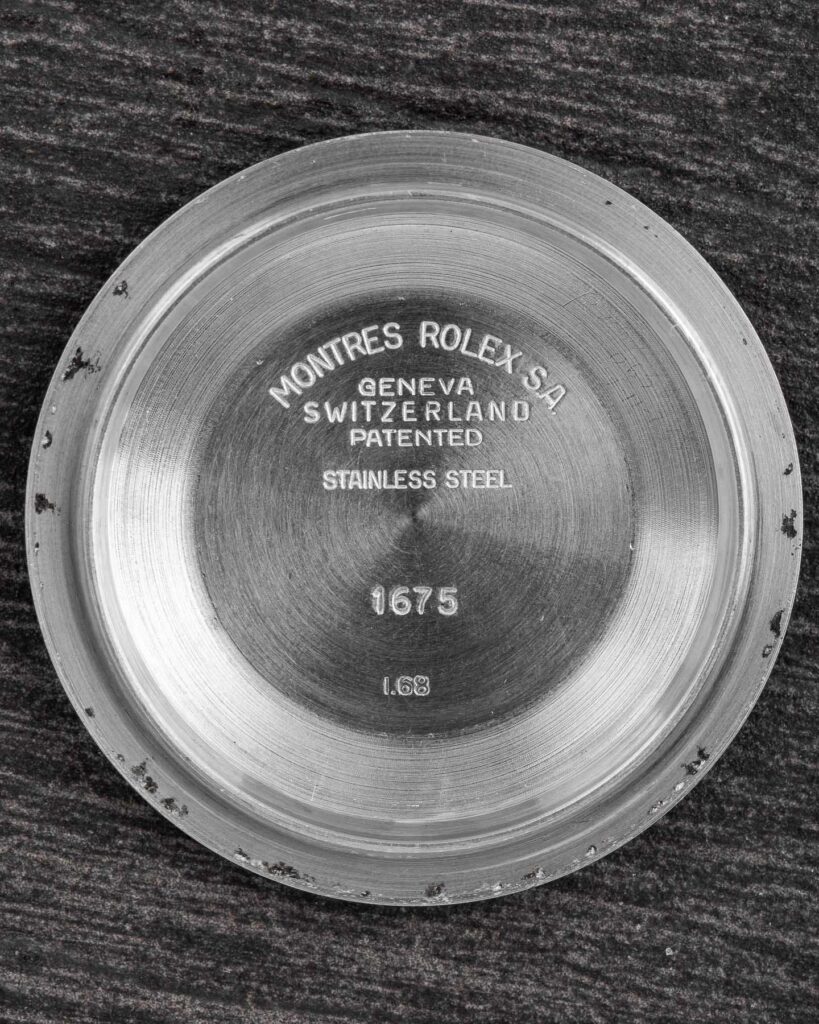 MONTRES ROLEX S.A.
GENEVA
SWITZERLAND
PATENTED
STAINLESS STEEL
1675
I.68